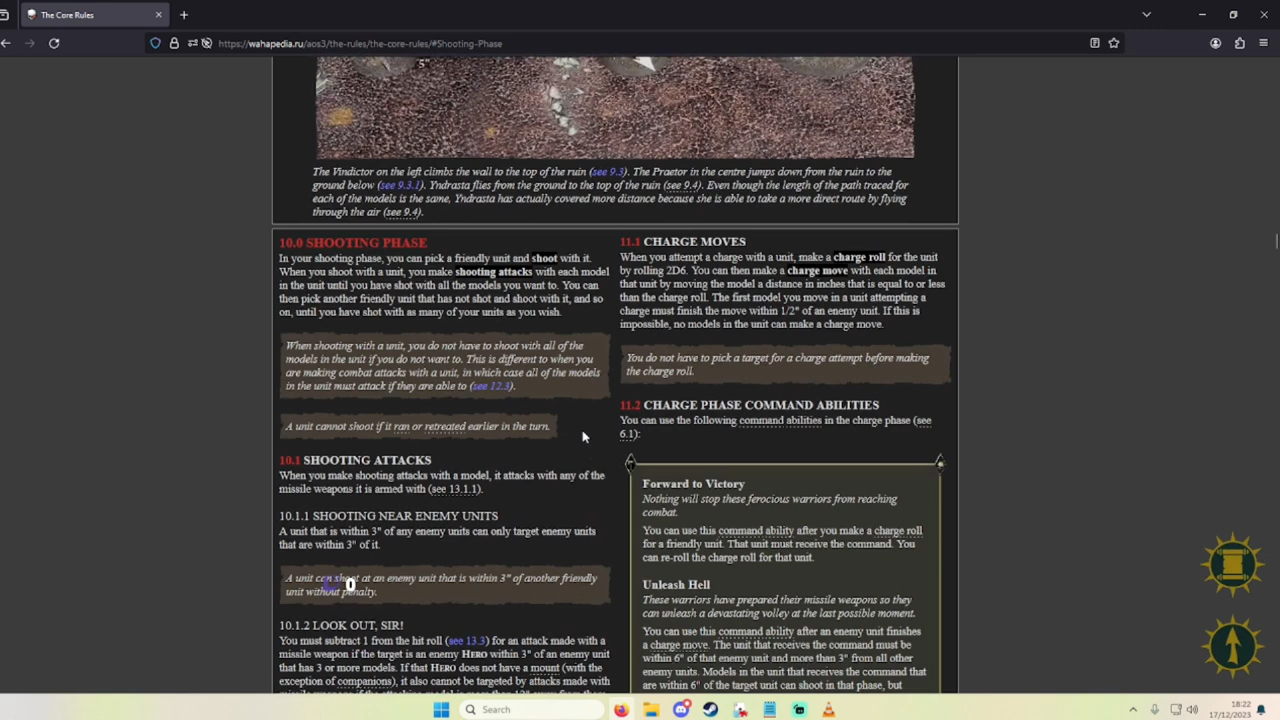 The Core Rules
https://wahapedia.ru/aos3/the-rules/the-core-rules/#Shooting-Phase
5"
The Vindictor on the left climbs the wall to the top of the ruin (see 9.3). The Praetor in the centre jumps down from the ruin to the
ground below (see 9.3.1). Yndrasta flies from the ground to the top of the ruin (see 9.4). Even though the length of the path traced for
each of the models is the same, Yndrasta has actually covered more distance because she is able to take a more direct route by flying
through the air (see 9.4).
10.0 SHOOTING PHASE
In your shooting phase, you can pick a friendly unit and shoot with it.
When you shoot with a unit, you make shooting attacks with each model
in the unit until you have shot with all the models you want to. You can
then pick another friendly unit that has not shot and shoot with it, and so
on, until you have shot with as many of your units as you wish.
When shooting with a unit, you do not have to shoot with all of the
models in the unit if you do not want to. This is different to when you
are making combat attacks with a unit, in which case all of the models
in the unit must attack if they are able to (see 12.3).
A unit cannot shoot if it ran or retreated earlier in the turn.
10.1 SHOOTING ATTACKS
When you make shooting attacks with a model, it attacks with any of the
missile weapons it is armed with (see 13.1.1).
10.1.1 SHOOTING NEAR ENEMY UNITS
A unit that is within 3" of any enemy units can only target enemy units
that are within 3" of it.
A unit can shoot at an enemy unit that is within 3" of another friendly
unit without penalty.
0
10.1.2 LOOK OUT, SIR!
You must subtract 1 from the hit roll (see 13.3) for an attack made with a
missile weapon if the target is an enemy HERO within 3" of an enemy unit
that has 3 or more models. If that HERO does not have a mount (with the
exception of companions), it also cannot be targeted by attacks made with
missile weapons if the attacking model is more than 12" away from them
11.1 CHARGE MOVES
When you attempt a charge with a unit, make a charge roll for the unit
by rolling 2D6. You can then make a charge move with each model in
that unit by moving the model a distance in inches that is equal to or less
than the charge roll. The first model you move in a unit attempting a
charge must finish the move within 1/2" of an enemy unit. If this is
impossible, no models in the unit can make a charge move.
You do not have to pick a target for a charge attempt before making
the charge roll.
11.2 CHARGE PHASE COMMAND ABILITIES
You can use the following command abilities in the charge phase (see
6.1):
Forward to Victory
Nothing will stop these ferocious warriors from reaching
combat.
You can use this command ability after you make a charge roll
for a friendly unit. That unit must receive the command. You
can re-roll the charge roll for that unit.
Unleash Hell
These warriors have prepared their missile weapons so they
can unleash a devastating volley at the last possible moment.
You can use this command ability after an enemy unit finishes
a charge move. The unit that receives the command must be
within 6" of that enemy unit and more than 3" from all other
enemy units. Models in the unit that receives the command that
are within 6" of the target unit can shoot in that phase, but
Search
18:22
17/12/2023